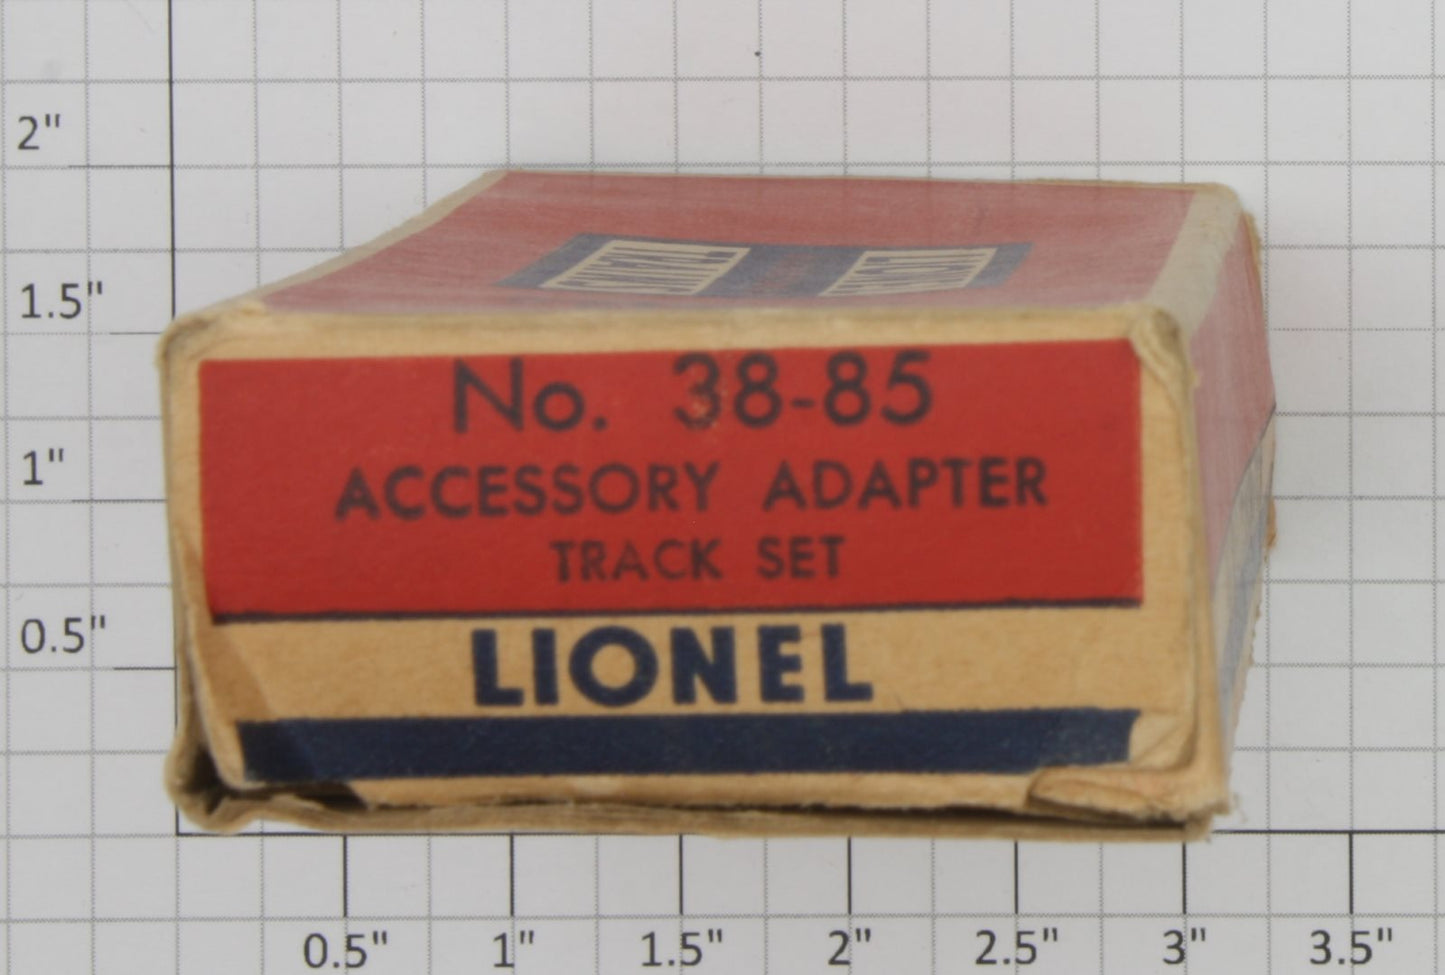 2"
1.5"
1"
0.5"
No. 38-85
ACCESSORY ADAPTER
TRACK SET
LIONEL
0.5" 1" 1.5" 2" 2.5" 3" 3.5"